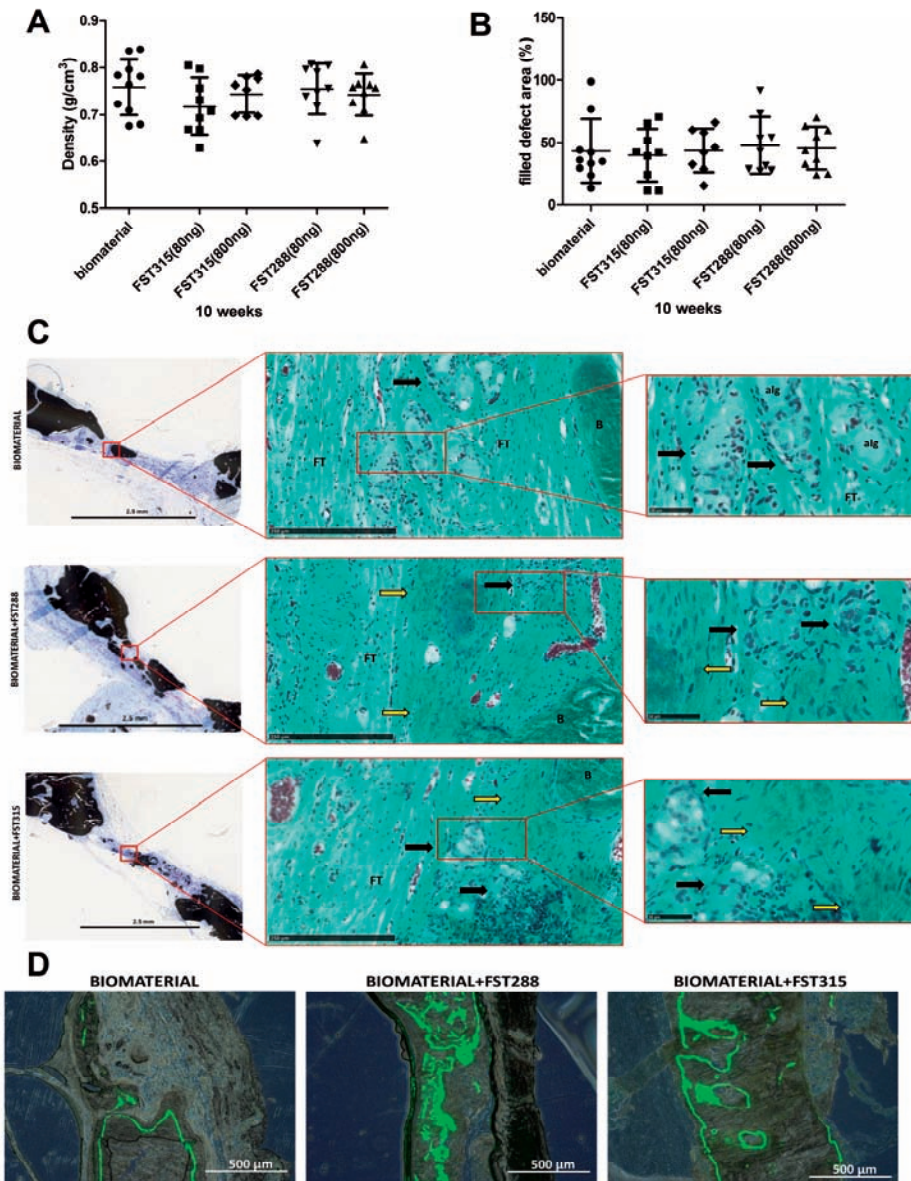 A
Density (g/cm³)
0.9
0.8
0.7
0.6
0.5
biomaterial
FST315(80ng)
FST315(800ng)
FST288(80ng)
FST288(800ng)
10 weeks
B
filled defect area (%)
150
100
50
0
biomaterial
FST315(80ng)
FST315(800ng)
FST288(80ng)
FST288(800ng)
10 weeks
C
BIOMATERIAL
2.5 mm
FT
FT
B
alg
alg
FT
BIOMATERIAL+FST288
2.5 mm
FT
B
BIOMATERIAL+FST315
2.5 mm
FT
B
D
BIOMATERIAL
BIOMATERIAL+FST288
BIOMATERIAL+FST315
500 µm
500 µm
500 µm